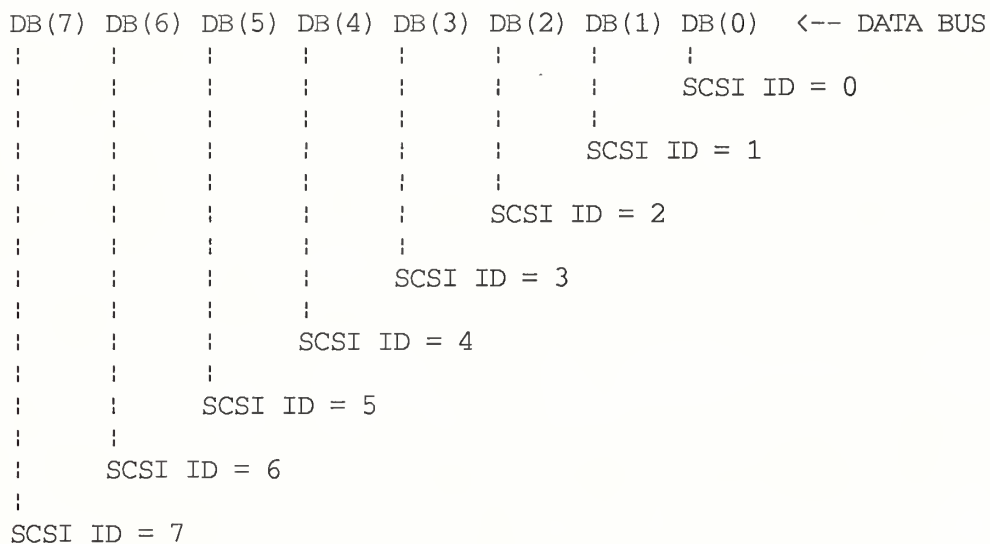 DB(7) DB(6) DB(5) DB(4) DB(3) DB(2) DB(1) DB(0) <-- DATA BUS
SCSI ID = 0
SCSI ID = 1
SCSI ID = 2
SCSI ID = 3
SCSI ID = 4
SCSI ID = 5
SCSI ID = 6
SCSI ID = 7